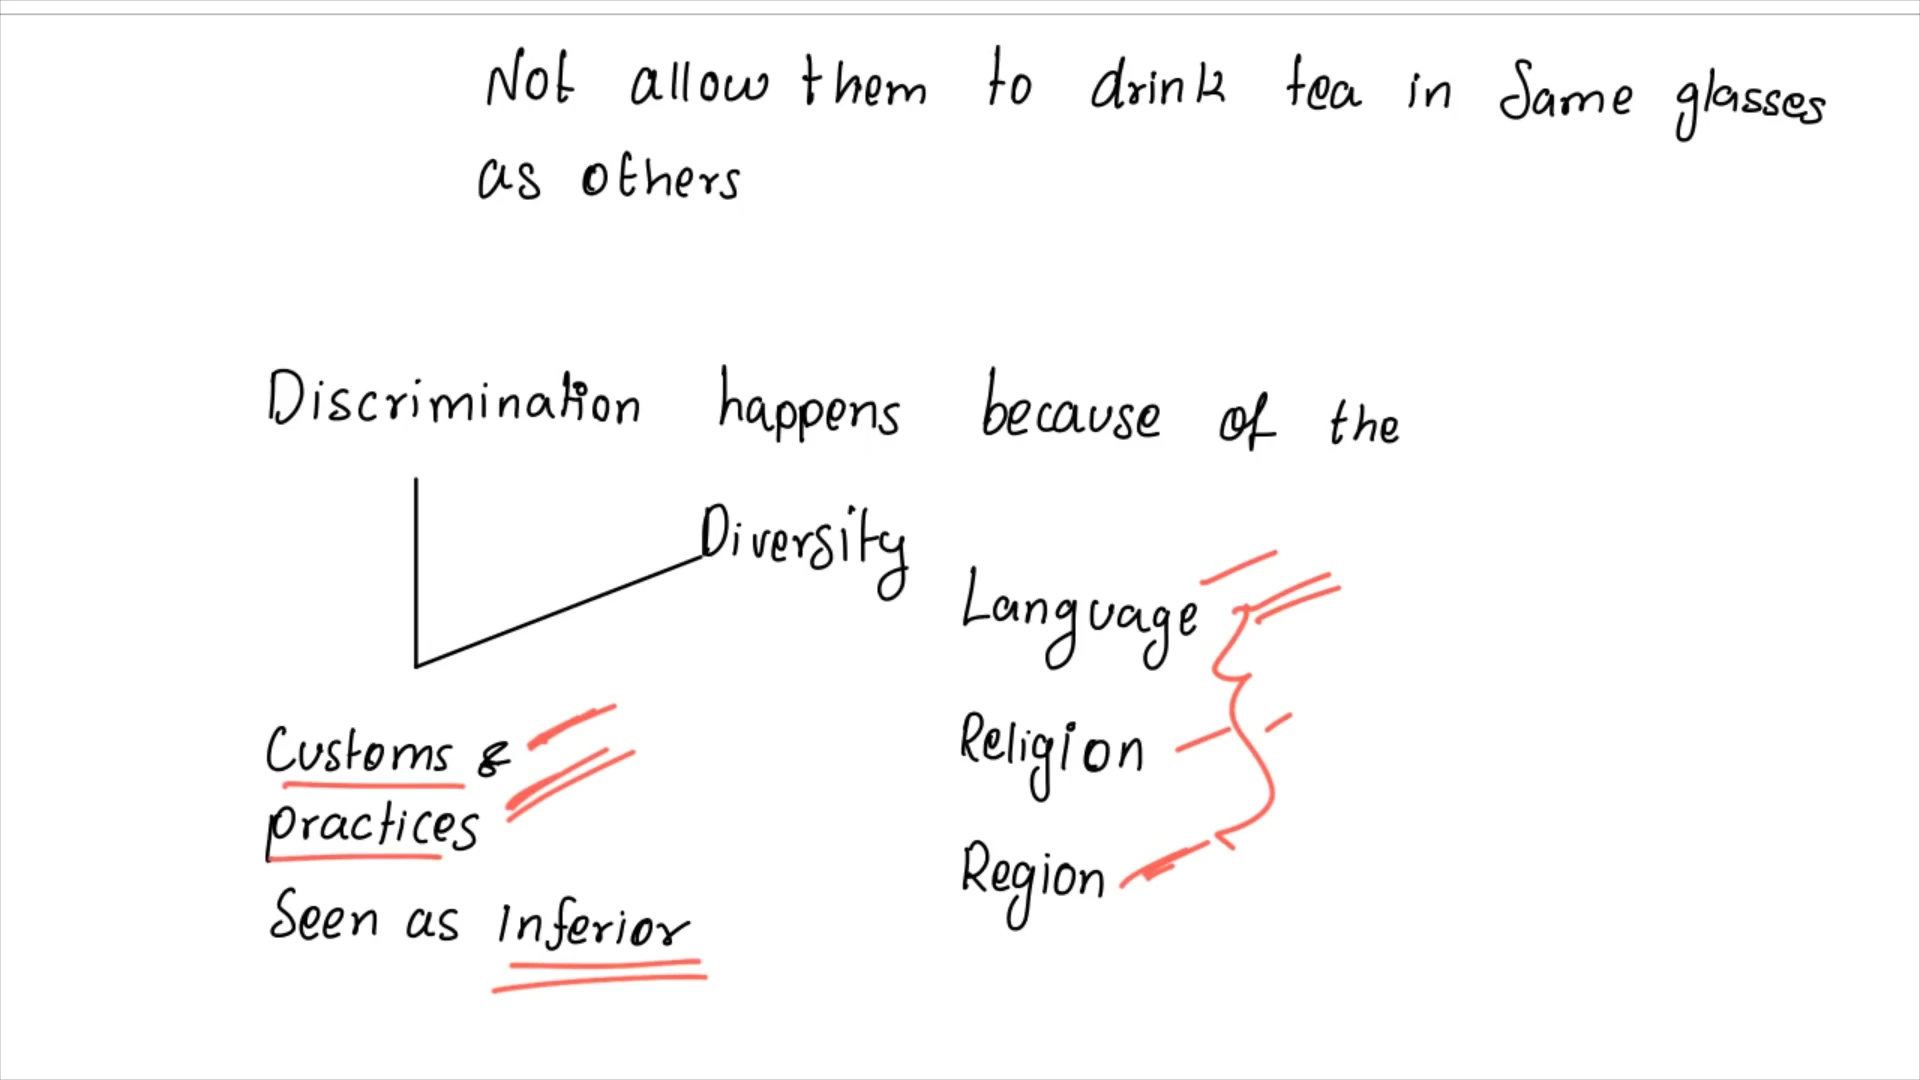 Not allow them to drink tea in Same glasses
as others
Discrimination happens because of the
Diversity
Language
Religion
Region
Customs &
practices
Seen as Inferior